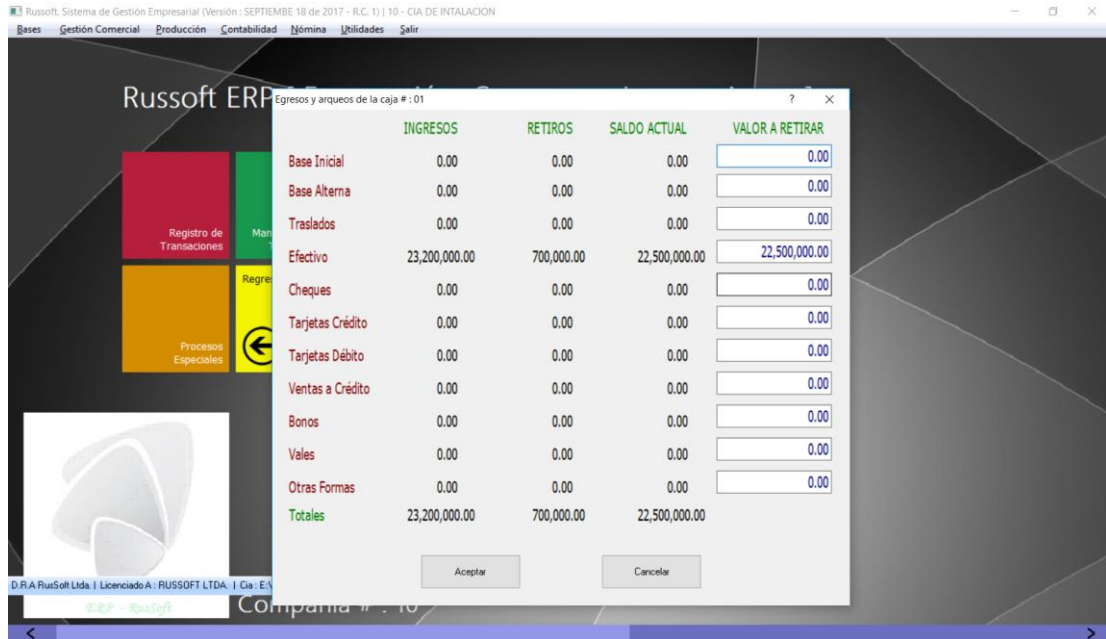 Russoft. Sistema de Gestión Empresarial (Versión : SEPTIEMBE 18 de 2017 - R.C. 1) | 10 - CIA DE INTALACION
Bases Gestión Comercial Producción Contabilidad Nómina Utilidades Salir
Russoft ERP
Egresos y arqueos de la caja # : 01 ?
INGRESOS RETIROS SALDO ACTUAL VALOR A RETIRAR
Base Inicial 0.00 0.00 0.00 0.00
Base Alterna 0.00 0.00 0.00 0.00
Traslados 0.00 0.00 0.00 0.00
Efectivo 23,200,000.00 700,000.00 22,500,000.00 22,500,000.00
Cheques 0.00 0.00 0.00 0.00
Tarjetas Crédito 0.00 0.00 0.00 0.00
Tarjetas Débito 0.00 0.00 0.00 0.00
Ventas a Crédito 0.00 0.00 0.00 0.00
Bonos 0.00 0.00 0.00 0.00
Vales 0.00 0.00 0.00 0.00
Otras Formas 0.00 0.00 0.00 0.00
Totales 23,200,000.00 700,000.00 22,500,000.00
Aceptar Cancelar
Registro de
Transaciones
Man
Procesos
Especiales
Regre
D.R.A RusSoft Ltda. | Licenciado A : RUSSOFT LTDA. | Cia : E:\
ERP - RusSoft
Compañia # : 10